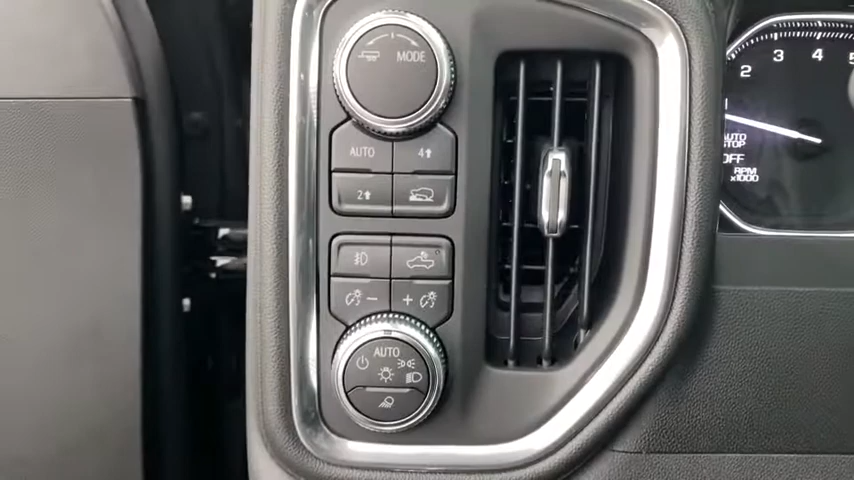 MODE
AUTO 4↑
2↑
− +
AUTO
2 3 4 5
AUTO
STOP
OFF
RPM
x1000